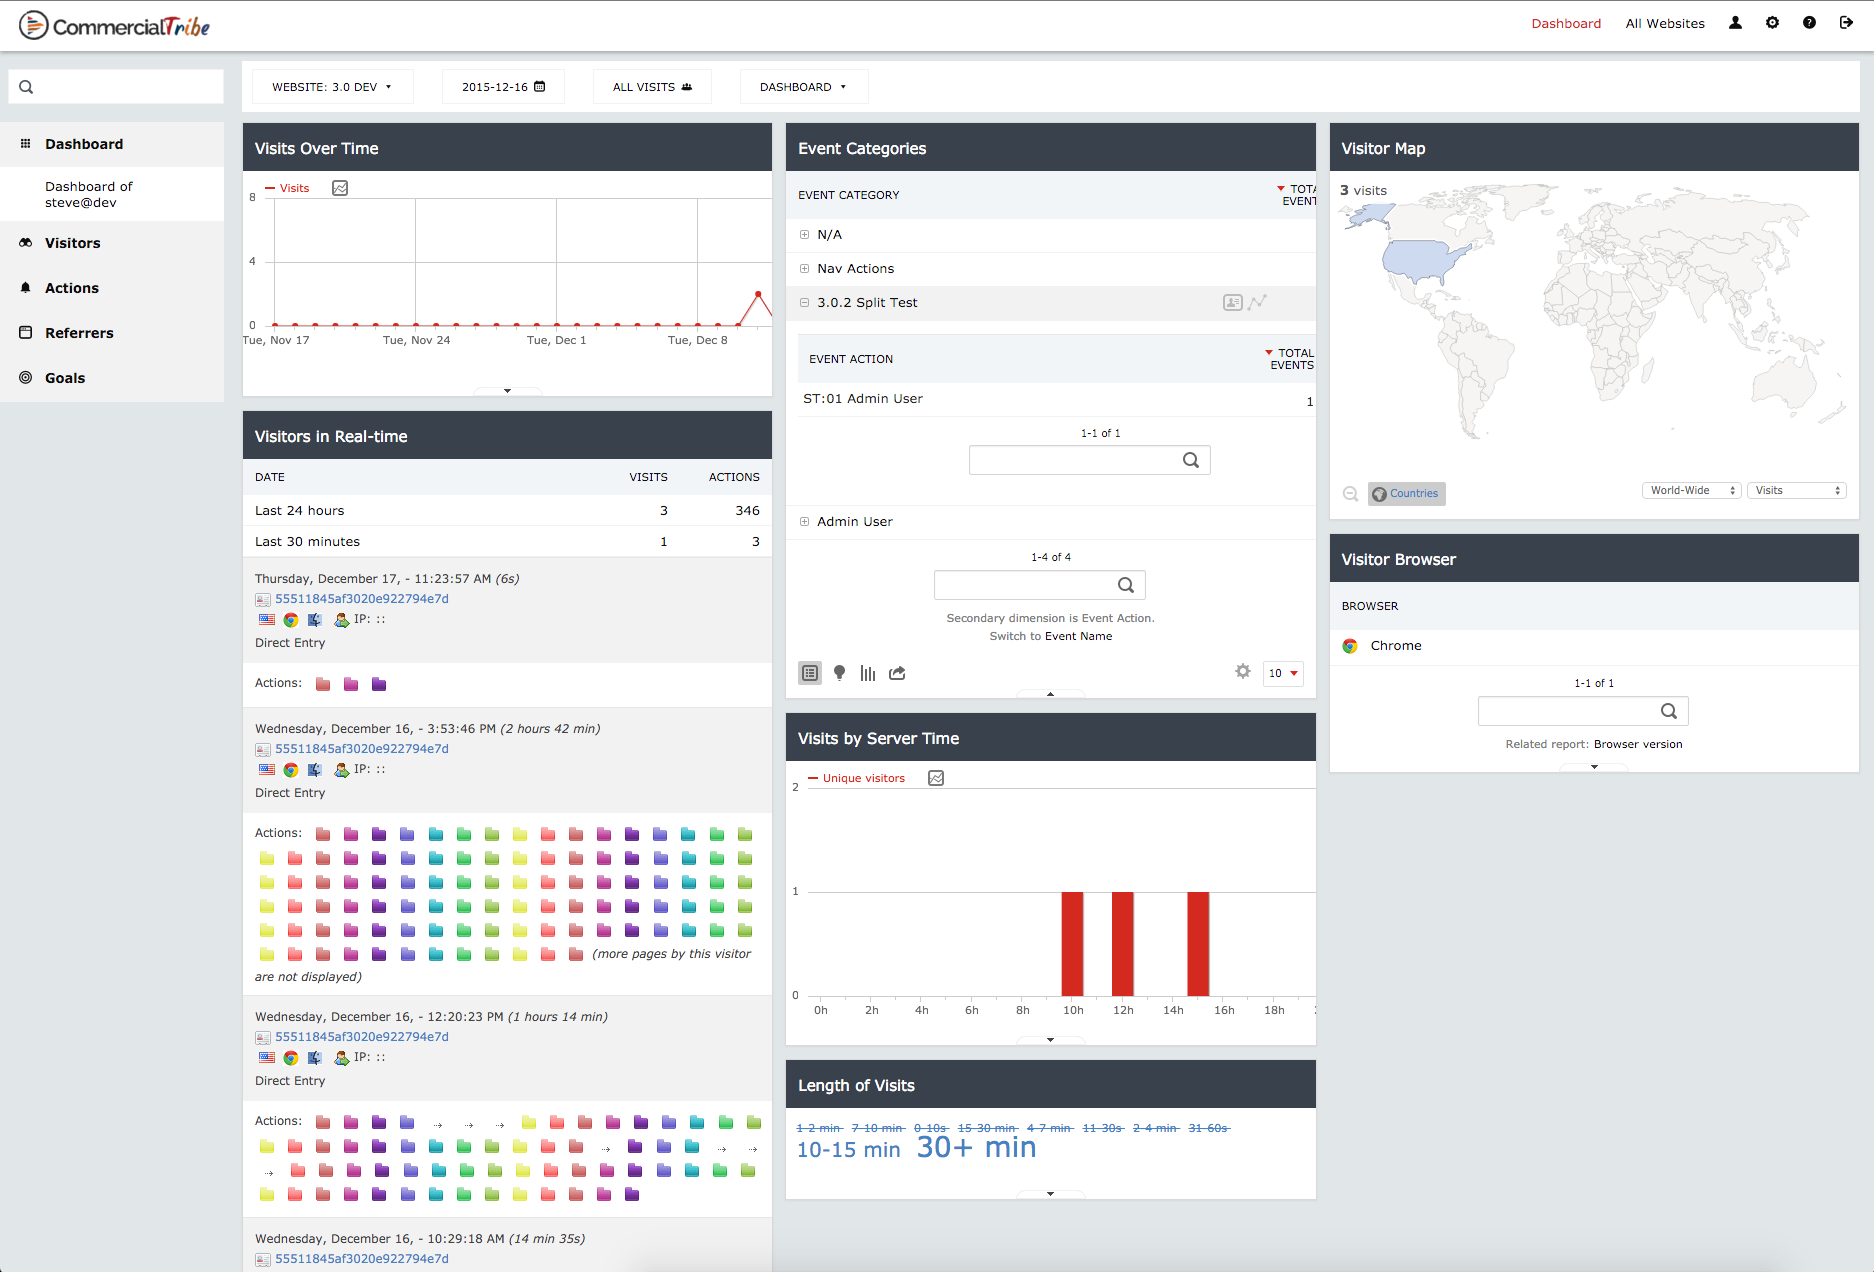 CommercialTribe
Dashboard
All Websites
WEBSITE: 3.0 DEV
2015-12-16
ALL VISITS
DASHBOARD
Dashboard
Dashboard of
steve@dev
Visitors
Actions
Referrers
Goals
Visits Over Time
Visits
8
4
0
Tue, Nov 17
Tue, Nov 24
Tue, Dec 1
Tue, Dec 8
Visitors in Real-time
DATE VISITS ACTIONS
Last 24 hours 3 346
Last 30 minutes 1 3
Thursday, December 17, - 11:23:57 AM (6s)
55511845af3020e922794e7d
IP: ::
Direct Entry
Actions:
Wednesday, December 16, - 3:53:46 PM (2 hours 42 min)
55511845af3020e922794e7d
IP: ::
Direct Entry
Actions:
(more pages by this visitor
are not displayed)
Wednesday, December 16, - 12:20:23 PM (1 hours 14 min)
55511845af3020e922794e7d
IP: ::
Direct Entry
Actions:
Wednesday, December 16, - 10:29:18 AM (14 min 35s)
55511845af3020e922794e7d
Event Categories
EVENT CATEGORY
TOTA
EVENT
N/A
Nav Actions
3.0.2 Split Test
EVENT ACTION
TOTAL
EVENTS
ST:01 Admin User 1
1-1 of 1
Admin User
1-4 of 4
Secondary dimension is Event Action.
Switch to Event Name
10
Visits by Server Time
Unique visitors
2
1
0
0h 2h 4h 6h 8h 10h 12h 14h 16h 18h
Length of Visits
1-2 min 7-10 min 0-10s 15-30 min 4-7 min 11-30s 2-4 min 31-60s
10-15 min 30+ min
Visitor Map
3 visits
Countries
World-Wide
Visits
Visitor Browser
BROWSER
Chrome
1-1 of 1
Related report: Browser version